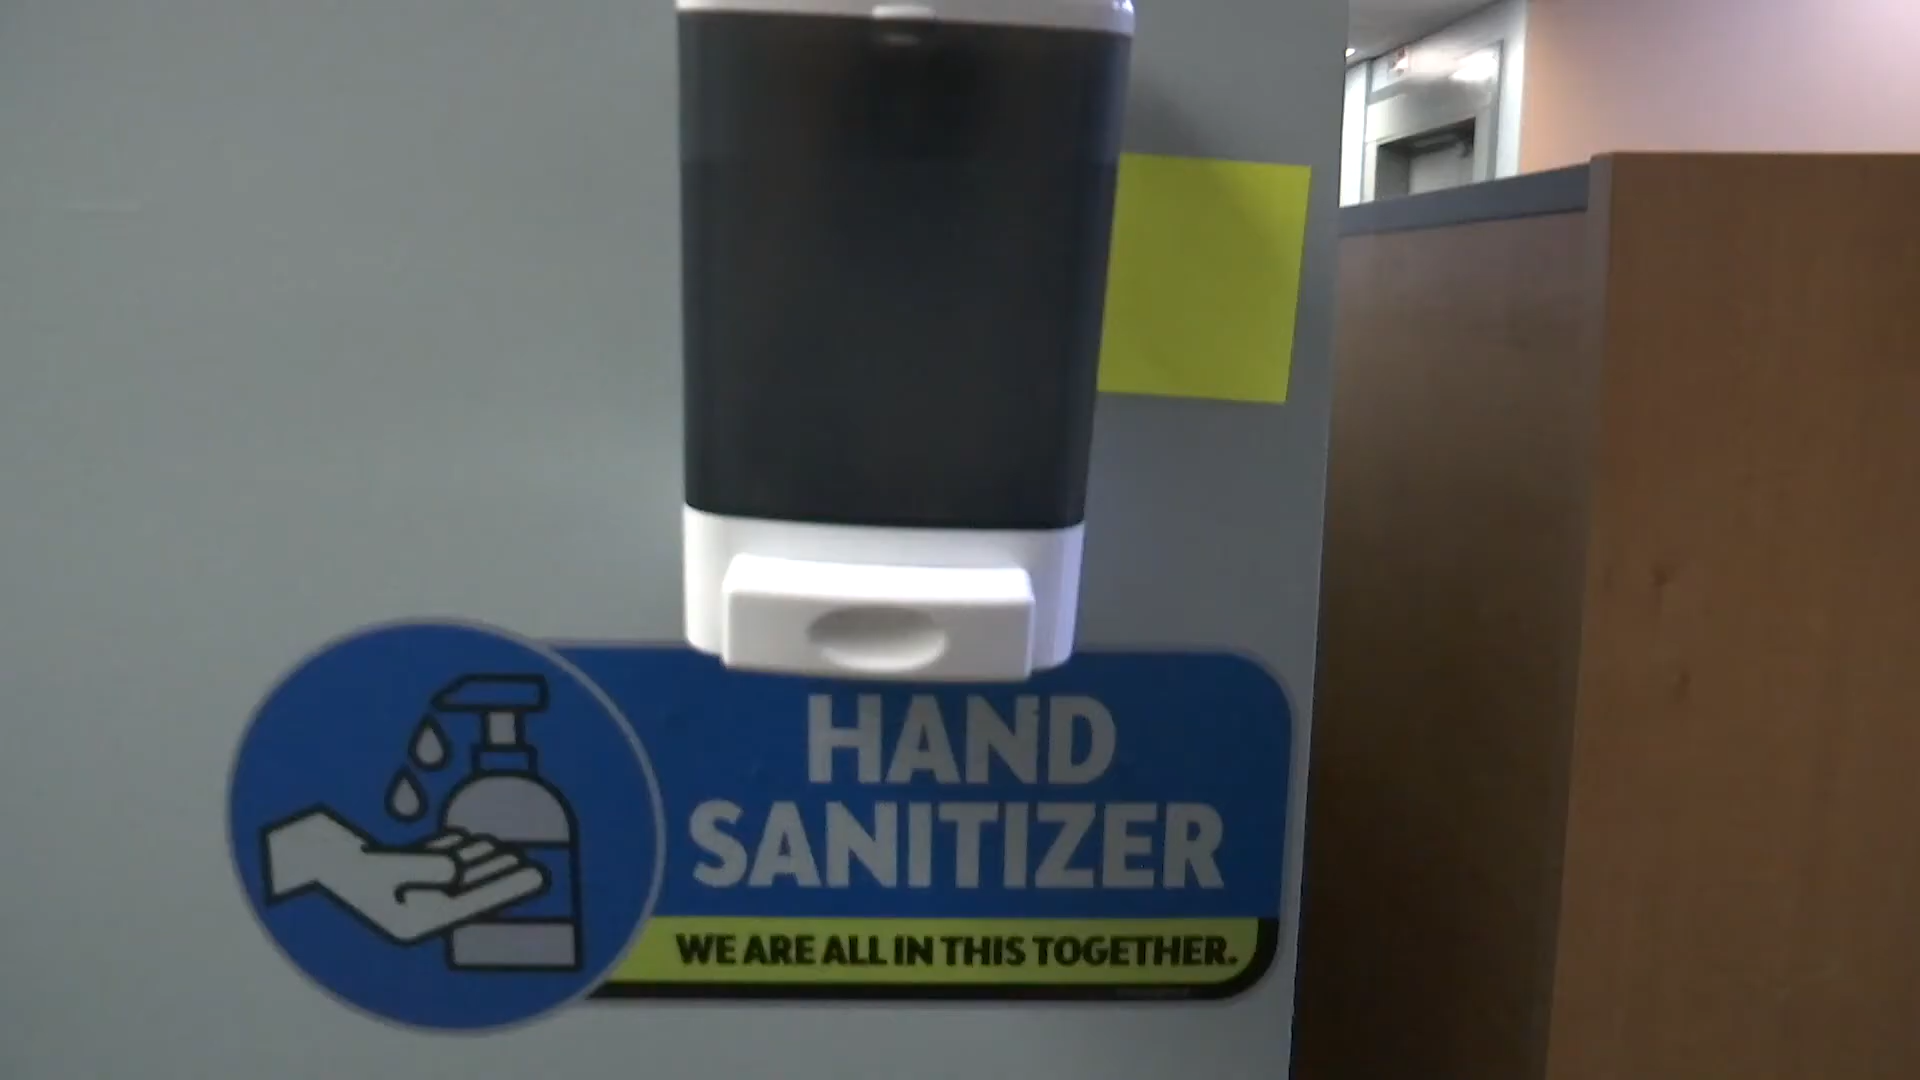 HAND
SANITIZER
WE ARE ALL IN THIS TOGETHER.